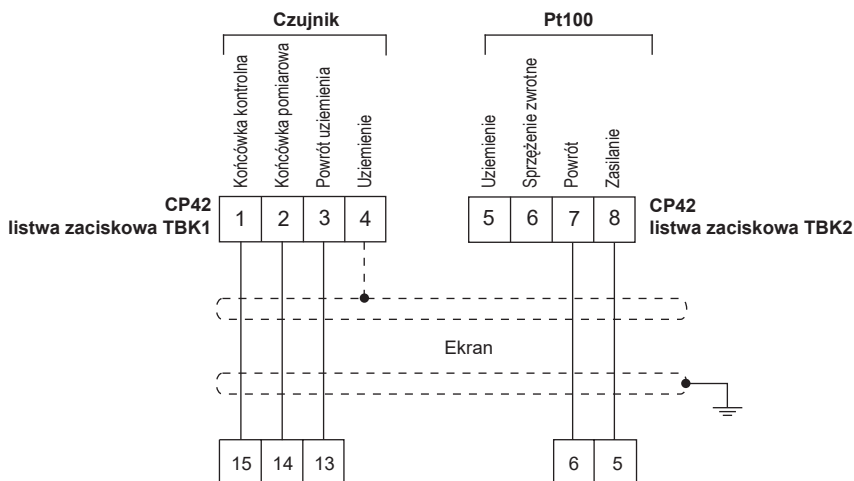 Czujnik
Pt100
Końcówka kontrolna
Końcówka pomiarowa
Powrót uziemienia
Uziemienie
Uziemienie
Sprzężenie zwrotne
Powrót
Zasilanie
CP42
listwa zaciskowa TBK1
1 2 3 4
5 6 7 8
CP42
listwa zaciskowa TBK2
Ekran
15 14 13
6 5